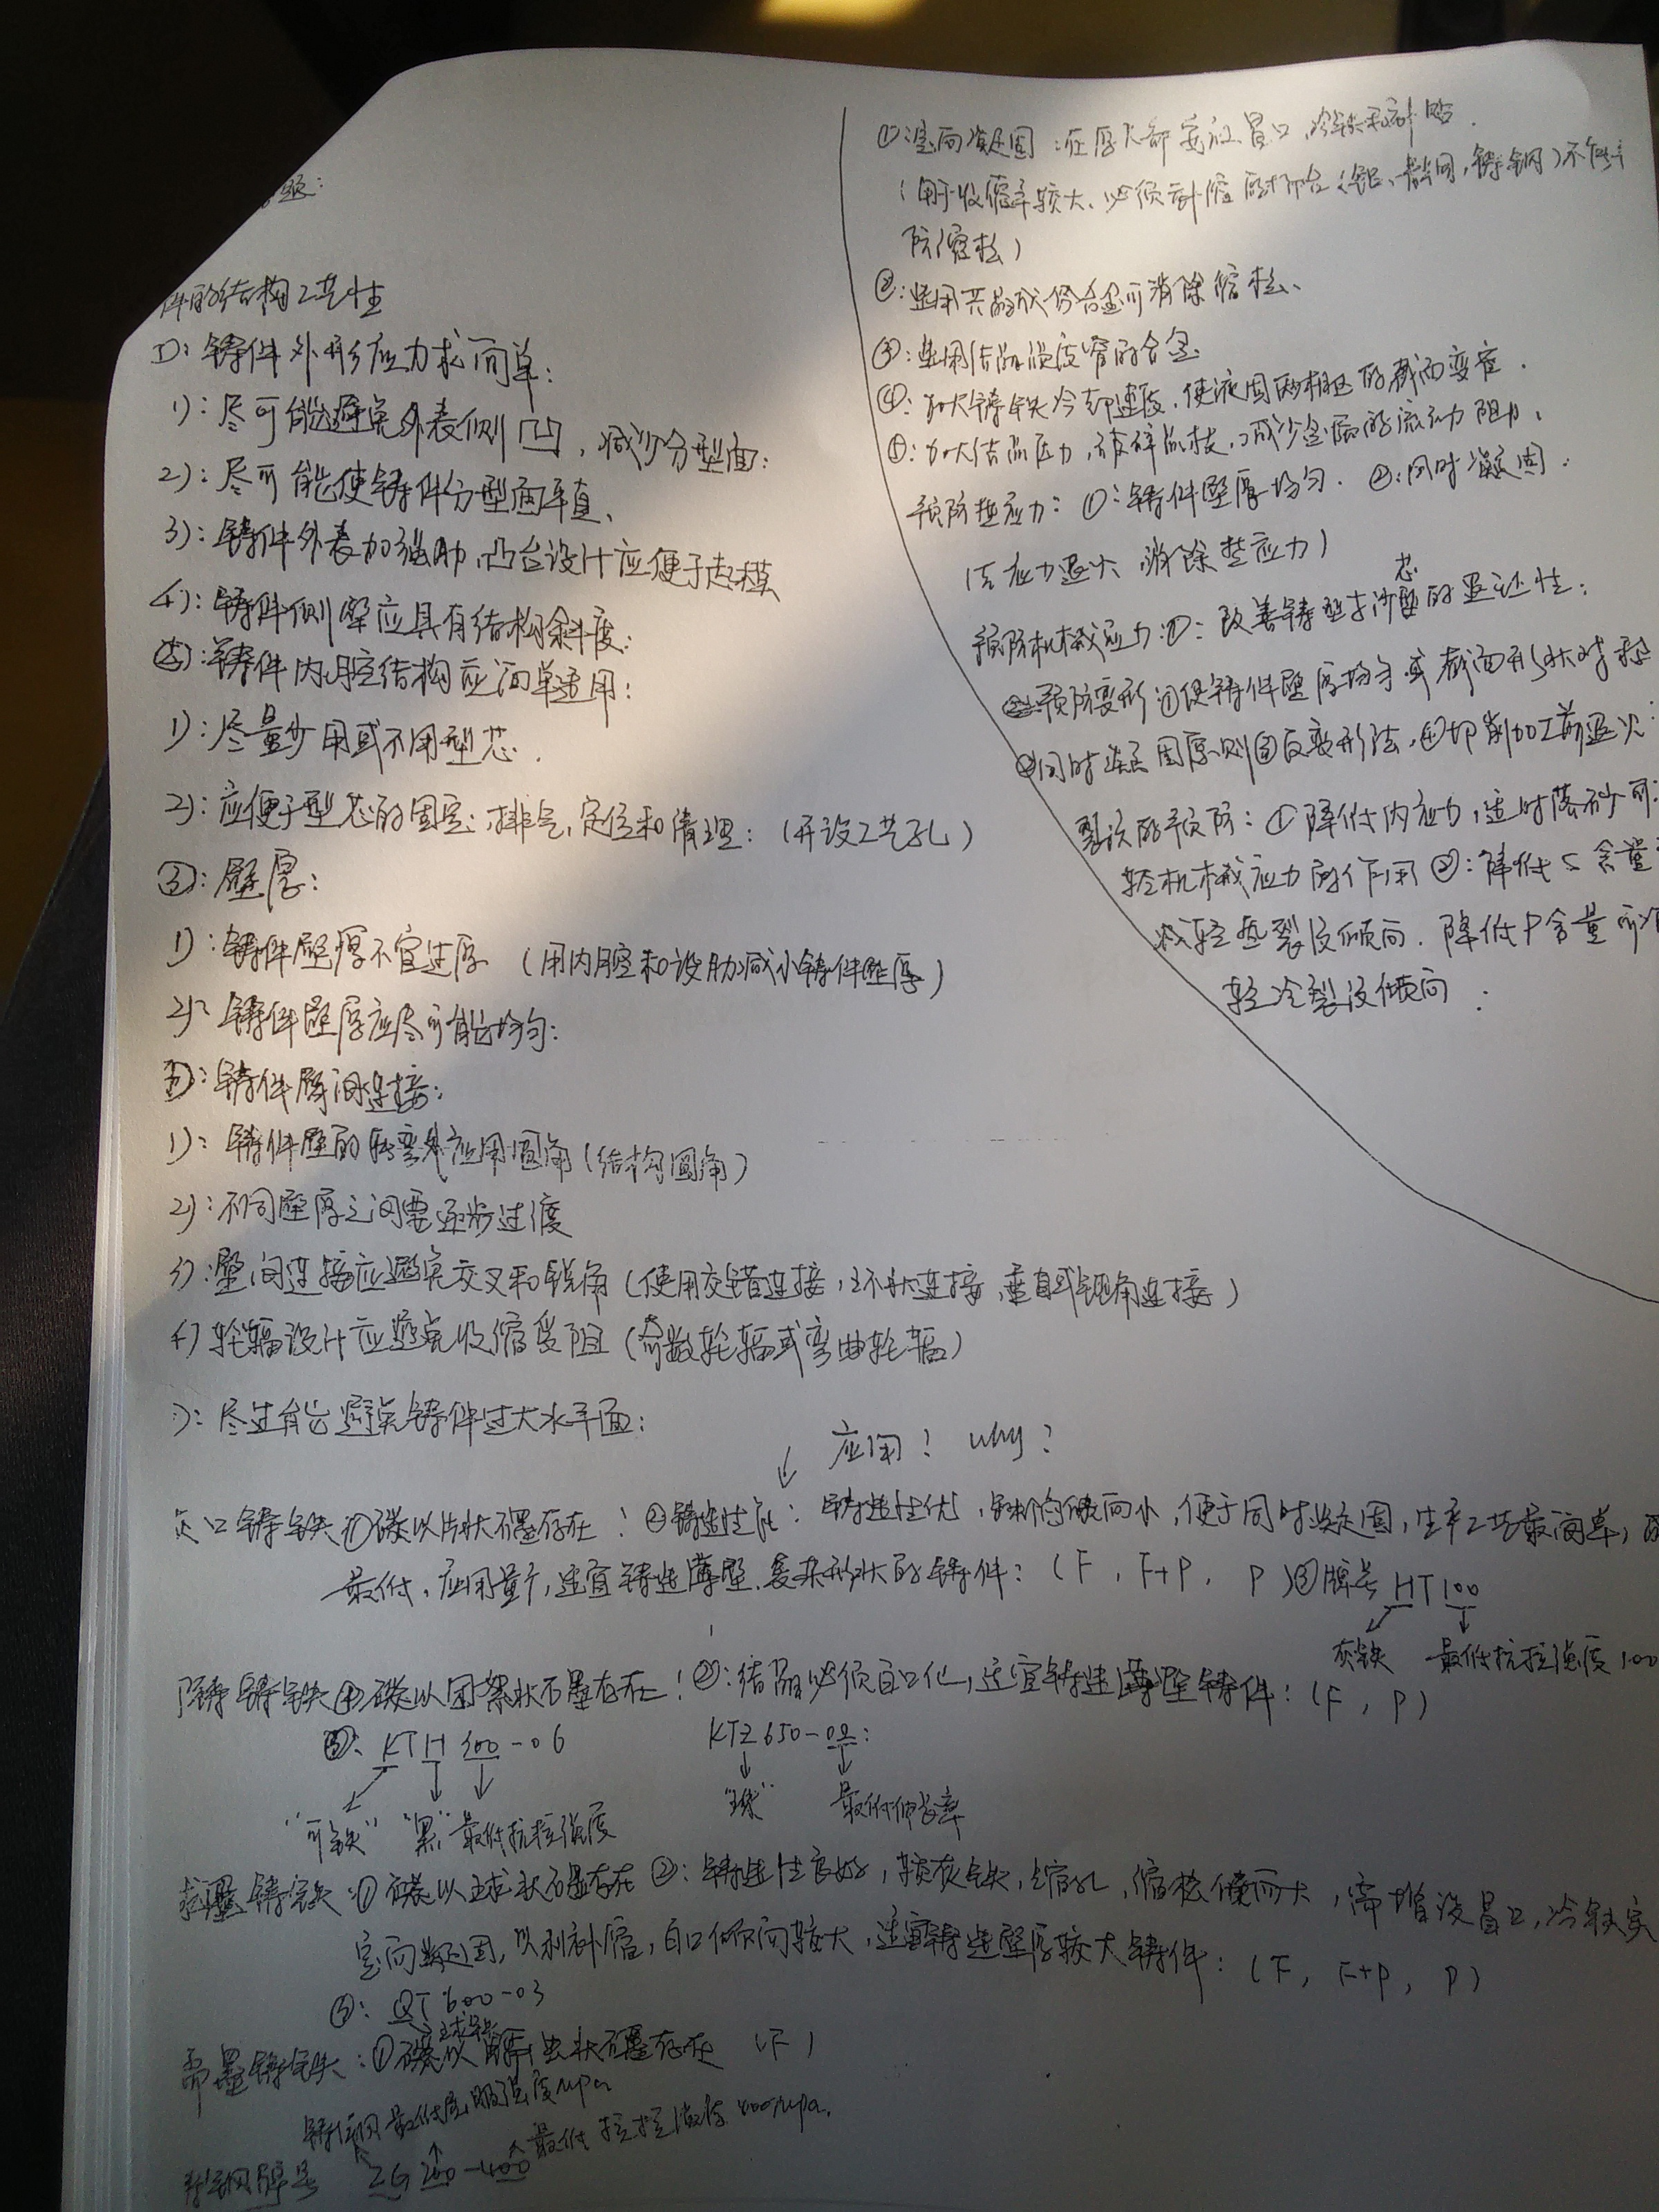 件的结构工艺性
①:铸件外形应力求简单:
1):尽可能避免外表侧凹,减少分型面:
2):尽可能使铸件分型面平直、
3):铸件外表加强肋、凸台设计应便于起模
4):铸件侧壁应具有结构斜度:
②:铸件内腔结构应简单适用:
1):尽量少用或不用型芯.
2):应便于型芯的固定,排气,定位和清理:(开设工艺孔)
③:壁厚:
1):铸件壁厚不宜过厚 (用内腔和设肋减小铸件壁厚)
2):铸件壁厚应尽可能均匀:
铸件壁间连接:
1):铸件壁的转弯处应用圆角(结构圆角)
2):不同壁厚之间要逐步过渡
3):壁间连接应避免交叉和锐角(使用交错连接,环状连接,垂直或钝角连接)
4)轮辐设计应避免收缩受阻(奇数轮辐或弯曲轮辐)
):尽过能避免铸件过大水平面:
①:定向凝固:在厚大部安放冒口,冷铁和补贴.
(用于收缩率较大、必须补缩的场合(铝、青铜,铸钢)不能
防缩松)
②:选用共晶成份合金可消除缩松、
③:选用结晶温度窄的合金
④:加大铸铁冷却速度,使液固两相区的截面变窄.
加大结晶压力,破碎晶枝,减少金属的流动力阻力.
预防热应力:①:铸件壁厚均匀.②:同时凝固.
(去应力退火 消除热应力)
芯
预防机械应力:①:改善铸型与沙的退让性:
预防变形①使铸件壁厚均匀或截面形状对称
同时凝固原则③反变形法,④切削加工前退火
裂纹的预防:①降低内应力,适时落砂可
轻机械应力的作用②:降低S含量
减轻热裂纹倾向.降低P含量可
轻冷裂纹倾向.
应用? why?
灰口铸铁①碳以片状石墨存在!②铸造性能:铸造性优,缺陷倾向小,便于同时凝固,生产工艺最简单,
最低,应用量广,适宜铸造薄壁、复杂形状的铸件:(F,F+P,P)③牌号HT100
灰铁 最低抗拉强度100
铸铁①碳以团絮状石墨存在!②:结晶必须白口化,适宜铸造薄壁铸件:(F,P)
③:KTH 300-06 KTZ650-02:
"可铁" "黑" 最低抗拉强度 最低伸长率
球墨铸铁①碳以球状石墨存在②:铸造性良好,较灰铁,缩孔,缩松倾向大,需增设冒口,冷铁实
定向凝固,以利补缩,白口倾向较大,适宜铸造壁厚较大铸件:(F,F+P,P)
③:QT600-03
球铁
墨铸铁:①碳以蠕虫状石墨存在 (F)
铸钢 最低屈服强度Mpa 最低抗拉强度400Mpa.
铸钢牌号 ZG200-400